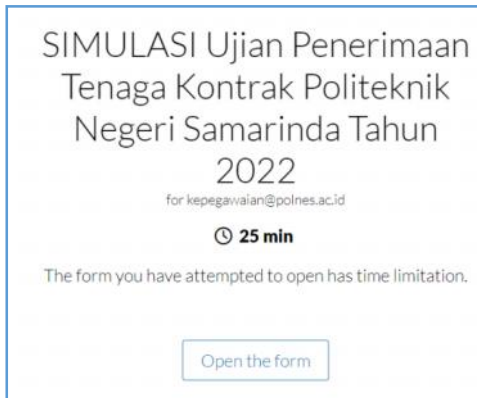 SIMULASI Ujian Penerimaan
Tenaga Kontrak Politeknik
Negeri Samarinda Tahun
2022
for kepegawaian@polnes.ac.id
25 min
The form you have attempted to open has time limitation.
Open the form